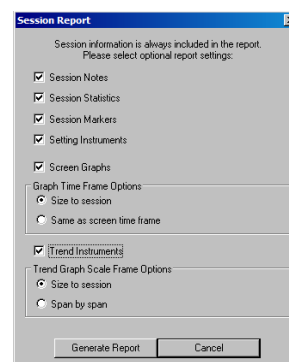 Session Report
Session information is always included in the report.
Please select optional report settings:
Session Notes
Session Statistics
Session Markers
Setting Instruments
Screen Graphs
Graph Time Frame Options
Size to session
Same as screen time frame
Trend Instruments
Trend Graph Scale Frame Options
Size to session
Span by span
Generate Report Cancel